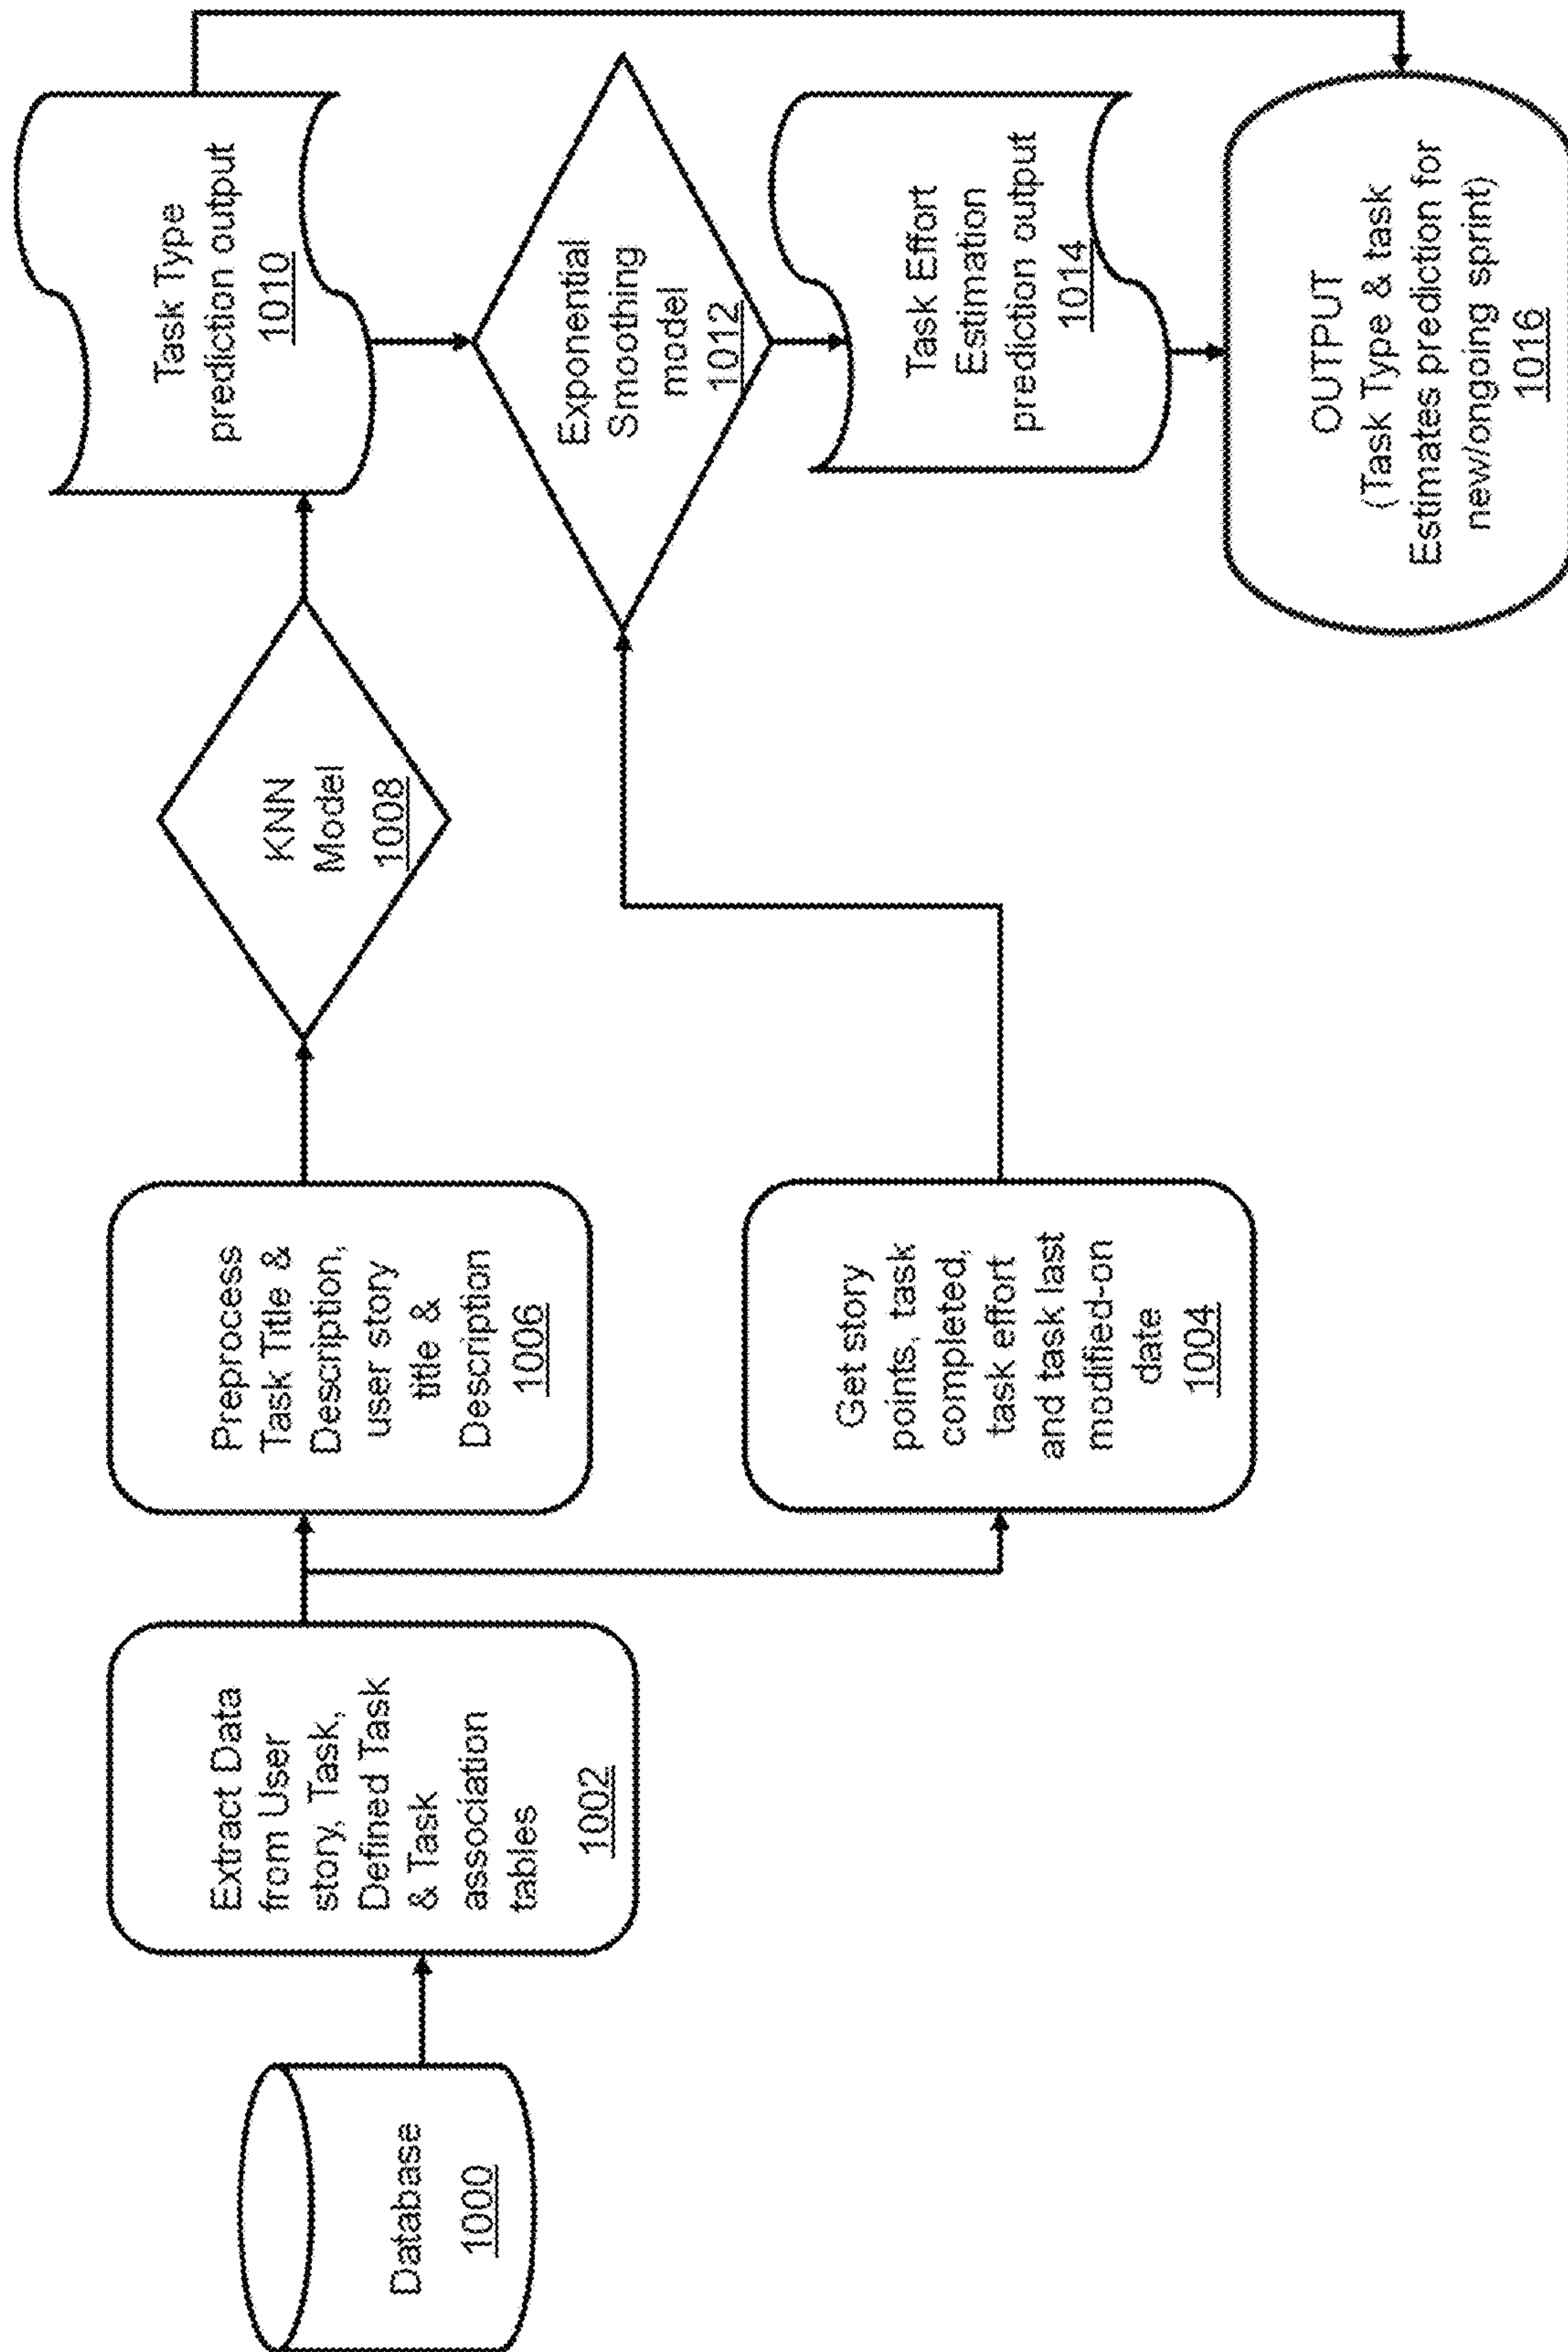 Database
1000
Extract Data
from User
story, Task,
Defined Task
& Task
association
tables
1002
Preprocess
Task Title &
Description,
user story
title &
Description
1006
Get story
points, task
completed,
task effort
and task last
modified-on
date
1004
KNN
Model
1008
Task Type
prediction output
1010
Exponential
Smoothing
model
1012
Task Effort
Estimation
prediction output
1014
OUTPUT
(Task Type & task
Estimates prediction for
new/ongoing sprint)
1016